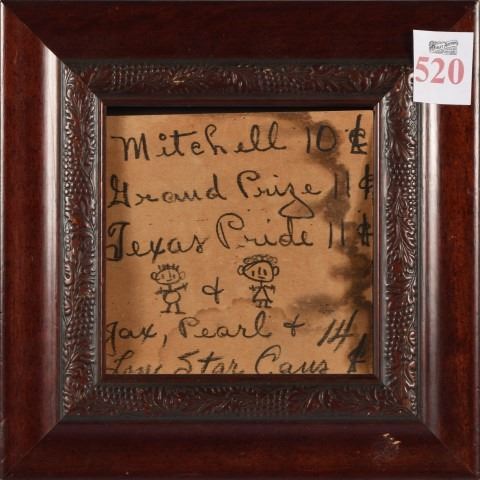 520
Mitchell 10 ¢
Grand Prize 11 ¢
Texas Pride 11 ¢
&
Jax, Pearl & 14
Lone Star Cans ¢